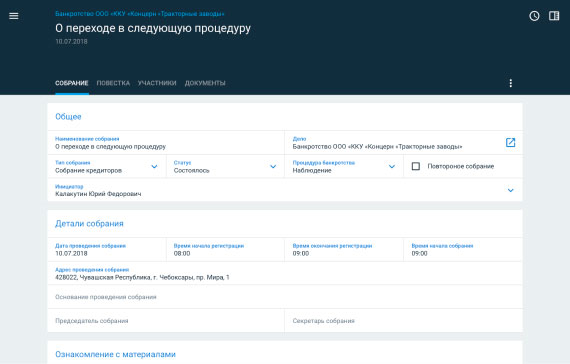 Банкротство ООО «ККУ «Концерн «Тракторные заводы»
О переходе в следующую процедуру
10.07.2018
СОБРАНИЕ ПОВЕСТКА УЧАСТНИКИ ДОКУМЕНТЫ
Общее
Наименование собрания Дело
О переходе в следующую процедуру Банкротство ООО «ККУ «Концерн «Тракторные заводы»
Тип собрания Статус Процедура банкротства
Собрание кредиторов Состоялось Наблюдение Повтороное собрание
Инициатор
Калакутин Юрий Федорович
Детали собрания
Дата проведения собрания Время начала регистрации Время окончания регистрации Время начала собрания
10.07.2018 08:00 09:00 09:00
Адрес проведения собрания
428022, Чувашская Республика, г. Чебоксары, пр. Мира, 1
Основание проведения собрания
Председатель собрания Секретарь собрания
Ознакомление с материалами